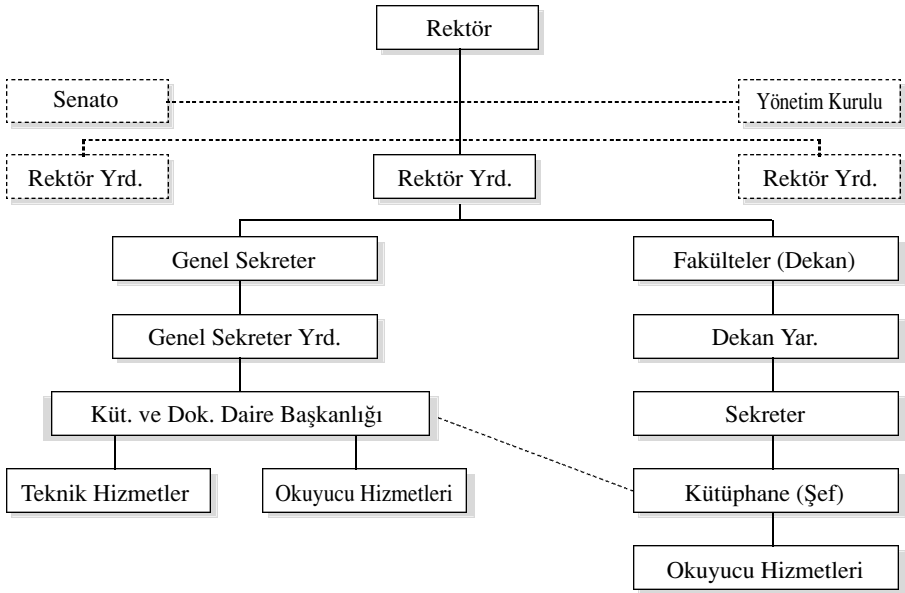 Rektör
Senato
Yönetim Kurulu
Rektör Yrd.
Rektör Yrd.
Rektör Yrd.
Genel Sekreter
Fakülteler (Dekan)
Genel Sekreter Yrd.
Dekan Yar.
Küt. ve Dok. Daire Başkanlığı
Sekreter
Teknik Hizmetler
Okuyucu Hizmetleri
Kütüphane (Şef)
Okuyucu Hizmetleri